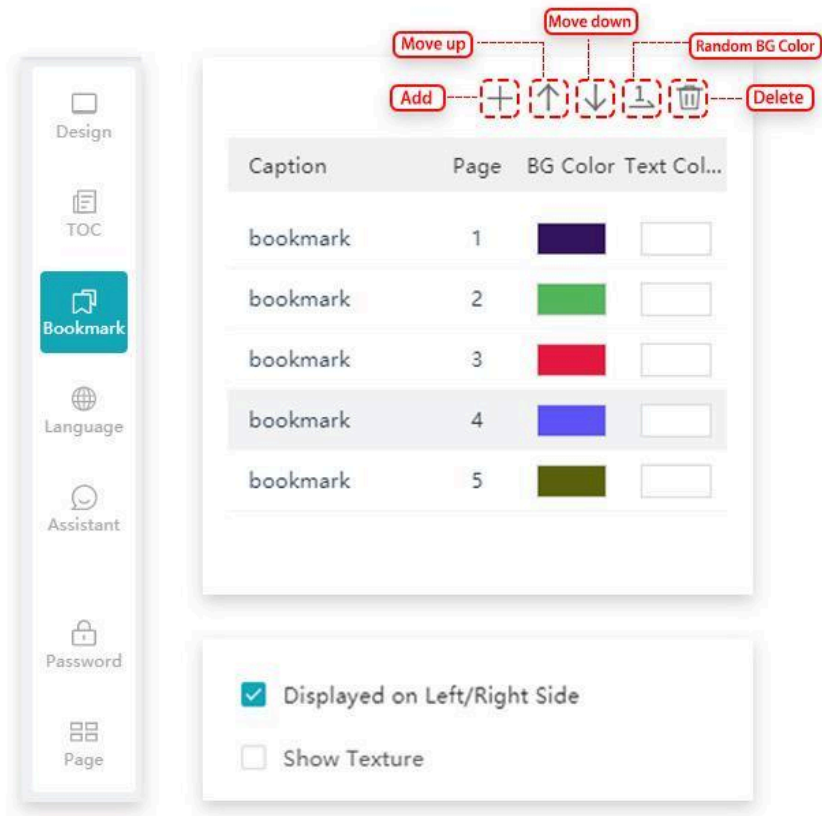 Move down
Move up
Random BG Color
Add
1
Delete
Design
TOC
Bookmark
Language
Assistant
Password
Page
Caption Page BG Color Text Col...
bookmark 1
bookmark 2
bookmark 3
bookmark 4
bookmark 5
Displayed on Left/Right Side
Show Texture